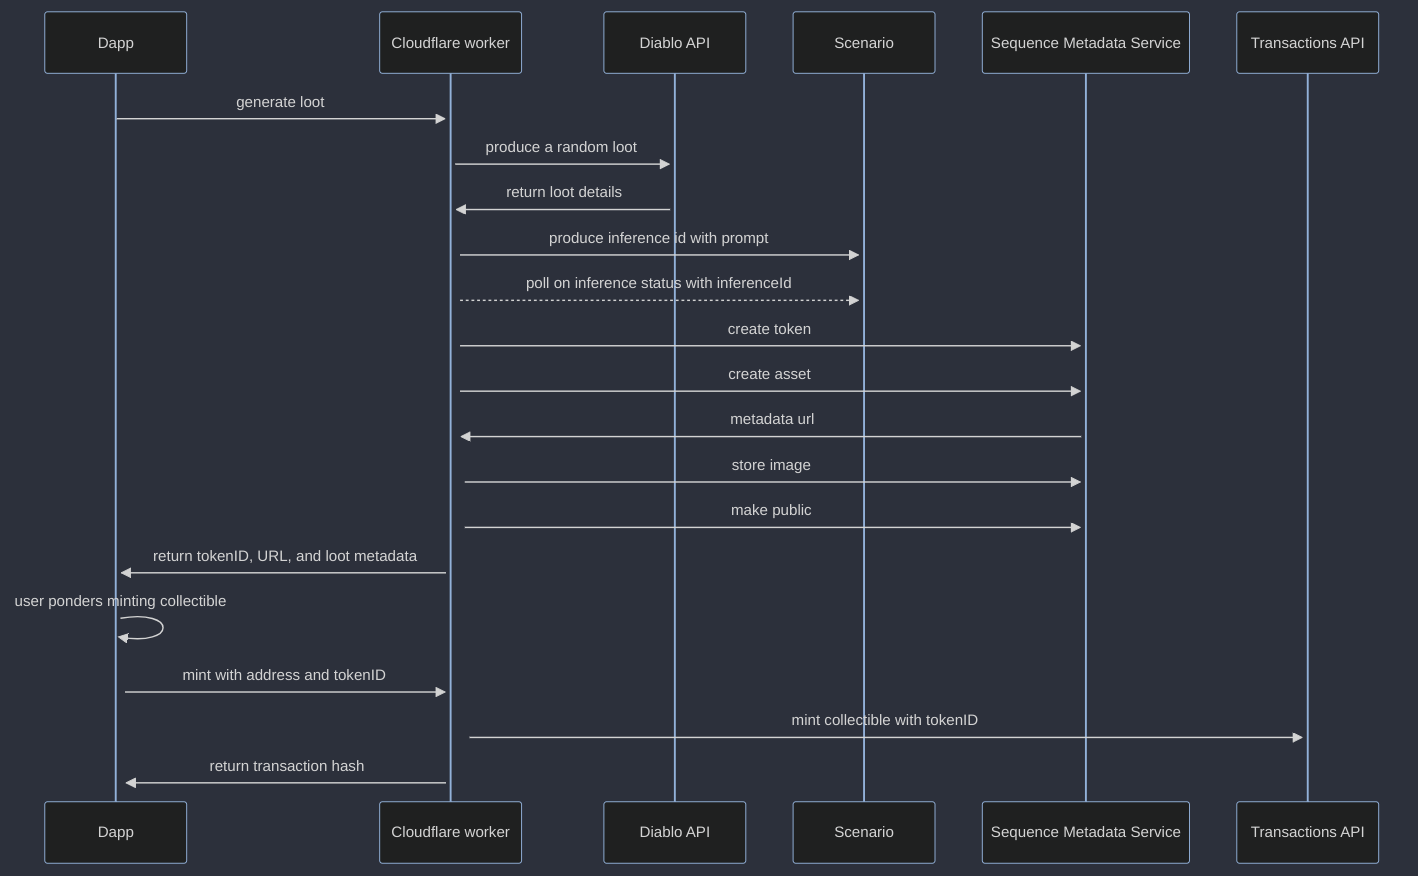 Dapp
Cloudflare worker
Diablo API
Scenario
Sequence Metadata Service
Transactions API
generate loot
produce a random loot
return loot details
produce inference id with prompt
poll on inference status with inferenceId
create token
create asset
metadata url
store image
make public
return tokenID, URL, and loot metadata
user ponders minting collectible
mint with address and tokenID
mint collectible with tokenID
return transaction hash
Dapp
Cloudflare worker
Diablo API
Scenario
Sequence Metadata Service
Transactions API